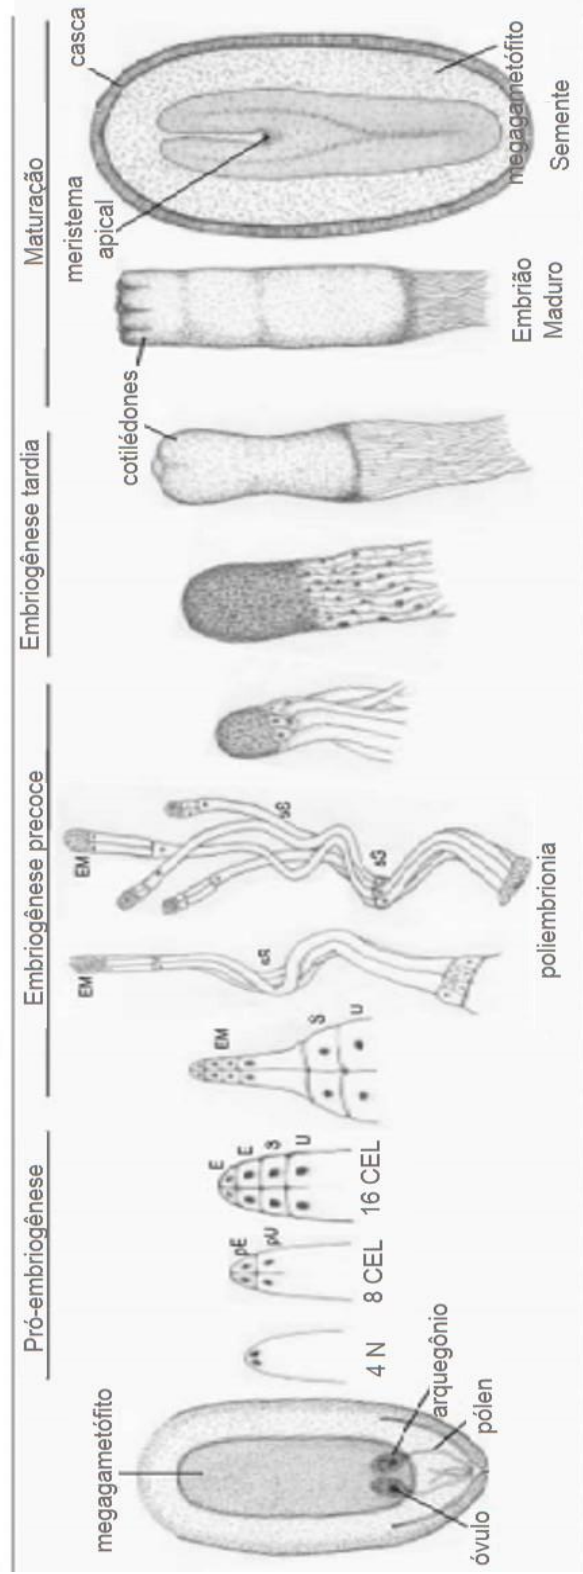 Pró-embriogênese
Embriogênese precoce
Embriogênese tardia
Maturação
megagametófito
óvulo
pólen
arquegônio
4 N
pE
pU
8 CEL
E
E
S
U
16 CEL
EM
S
U
EM
EM
poliembrionia
cotilédones
Embrião
Maduro
meristema
apical
casca
megagametófito
Semente